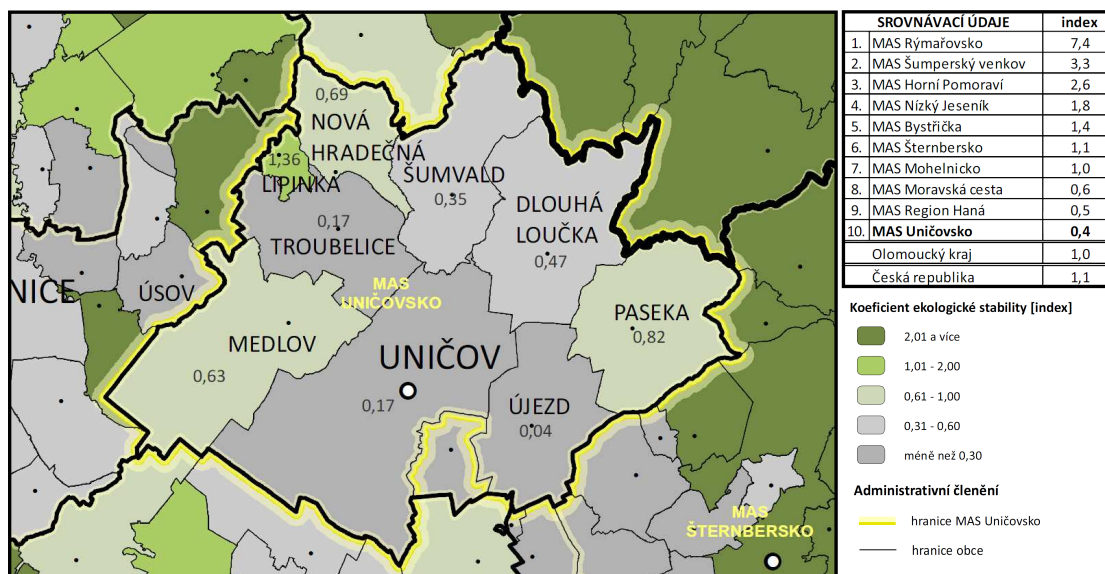 0,69
NOVÁ
HRADEČNÁ
1,36
LIPINKA
ŠUMVALD
0,35
0,17
TROUBELICE
DLOUHÁ
LOUČKA
0,47
NICE
ÚSOV
MAS
UNIČOVSKO
PASEKA
0,82
MEDLOV
0,63
UNIČOV
0,17
ÚJEZD
0,04
MAS
ŠTERNBERSKO
SROVNÁVACÍ ÚDAJE index
1. MAS Rýmařovsko 7,4
2. MAS Šumperský venkov 3,3
3. MAS Horní Pomoraví 2,6
4. MAS Nízký Jeseník 1,8
5. MAS Bystřička 1,4
6. MAS Šternbersko 1,1
7. MAS Mohelnicko 1,0
8. MAS Moravská cesta 0,6
9. MAS Region Haná 0,5
10. MAS Uničovsko 0,4
Olomoucký kraj 1,0
Česká republika 1,1
Koeficient ekologické stability [index]
2,01 a více
1,01 - 2,00
0,61 - 1,00
0,31 - 0,60
méně než 0,30
Administrativní členění
hranice MAS Uničovsko
hranice obce